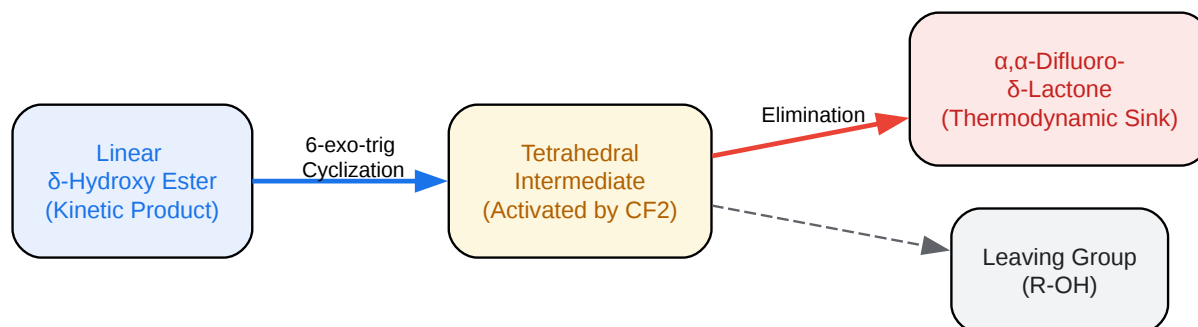 Linear
δ-Hydroxy Ester
(Kinetic Product)
6-exo-trig
Cyclization
Tetrahedral
Intermediate
(Activated by CF2)
Elimination
α,α-Difluoro-
δ-Lactone
(Thermodynamic Sink)
Leaving Group
(R-OH)